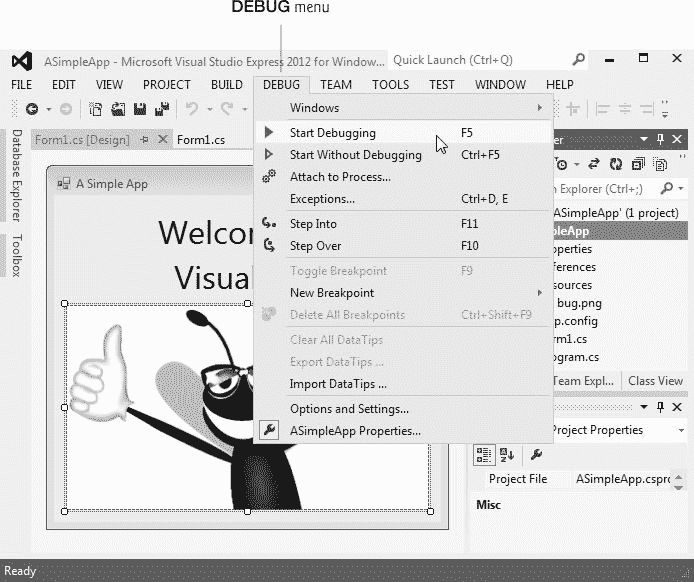 DEBUG menu
ASimpleApp - Microsoft Visual Studio Express 2012 for Window... Quick Launch (Ctrl+Q)
FILE EDIT VIEW PROJECT BUILD DEBUG TEAM TOOLS TEST WINDOW HELP
Form1.cs [Design] Form1.cs
Database Explorer
Toolbox
A Simple App
Welco
Visual
Windows
Start Debugging F5
Start Without Debugging Ctrl+F5
Attach to Process...
Exceptions... Ctrl+D, E
Step Into F11
Step Over F10
Toggle Breakpoint F9
New Breakpoint
Delete All Breakpoints Ctrl+Shift+F9
Clear All DataTips
Export DataTips ...
Import DataTips ...
Options and Settings...
ASimpleApp Properties...
er
Explorer (Ctrl+;)
ASimpleApp' (1 project)
pleApp
operties
ferences
sources
bug.png
p.config
rm1.cs
ogram.cs
Team Expl... Class View
Project Properties
Project File ASimpleApp.cspro
Misc
Ready